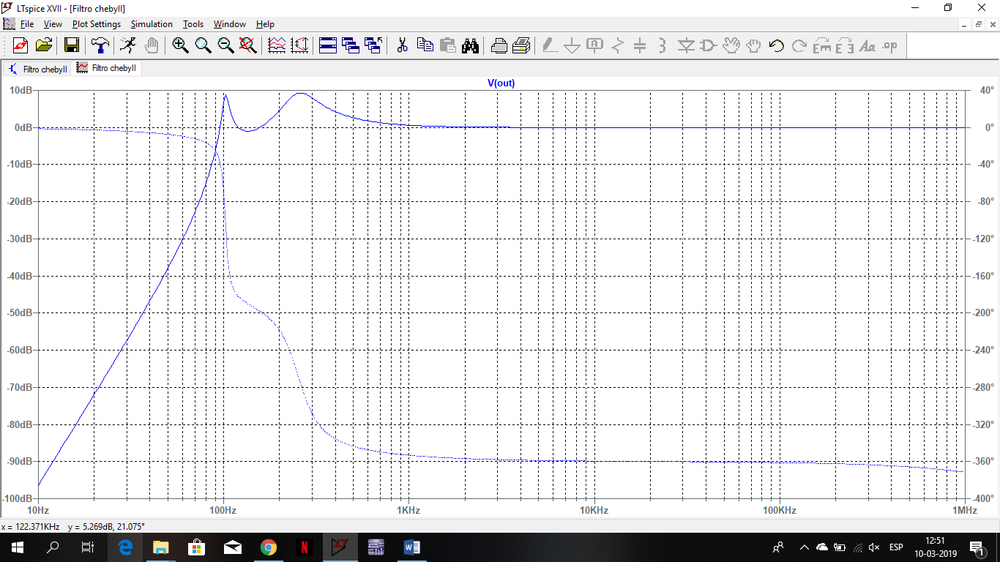 LTspice XVII - [Filtro chebyII]
File View Plot Settings Simulation Tools Window Help
Filtro chebyII Filtro chebyII
V(out)
10dB 40°
0dB 0°
-10dB -40°
-20dB -80°
-30dB -120°
-40dB -160°
-50dB -200°
-60dB -240°
-70dB -280°
-80dB -320°
-90dB -360°
-100dB -400°
10Hz 100Hz 1KHz 10KHz 100KHz 1MHz
x = 122.371KHz y = 5.269dB, 21.075°
ESP 12:51
10-03-2019 1